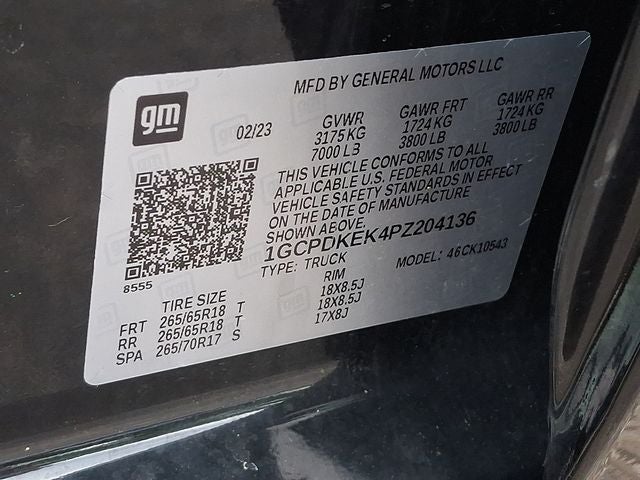 MFD BY GENERAL MOTORS LLC
gm
02/23
GVWR GAWR FRT GAWR RR
3175 KG 1724 KG 1724 KG
7000 LB 3800 LB 3800 LB
THIS VEHICLE CONFORMS TO ALL
APPLICABLE U.S. FEDERAL MOTOR
VEHICLE SAFETY STANDARDS IN EFFECT
ON THE DATE OF MANUFACTURE
SHOWN ABOVE.
1GCPDKEK4PZ204136
TYPE: TRUCK MODEL: 46CK10543
8555
TIRE SIZE RIM
FRT 265/65R18 T 18X8.5J
RR 265/65R18 T 18X8.5J
SPA 265/70R17 S 17X8J